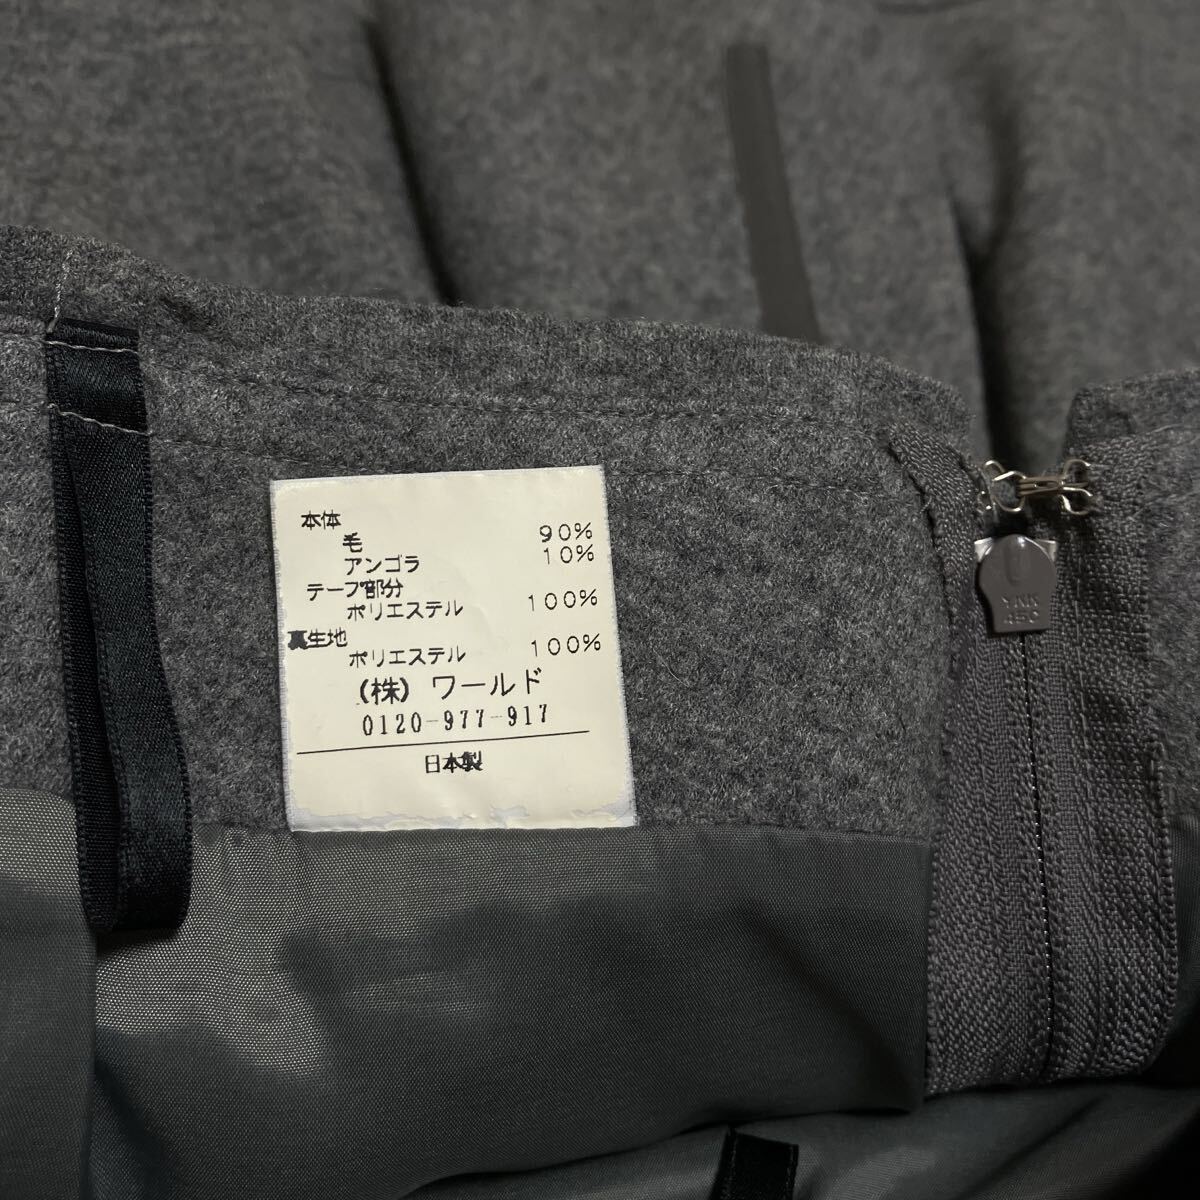 本体
毛 90%
アンゴラ 10%
テープ部分
ポリエステル 100%
裏生地
ポリエステル 100%
(株) ワールド
0120-977-917
日本製